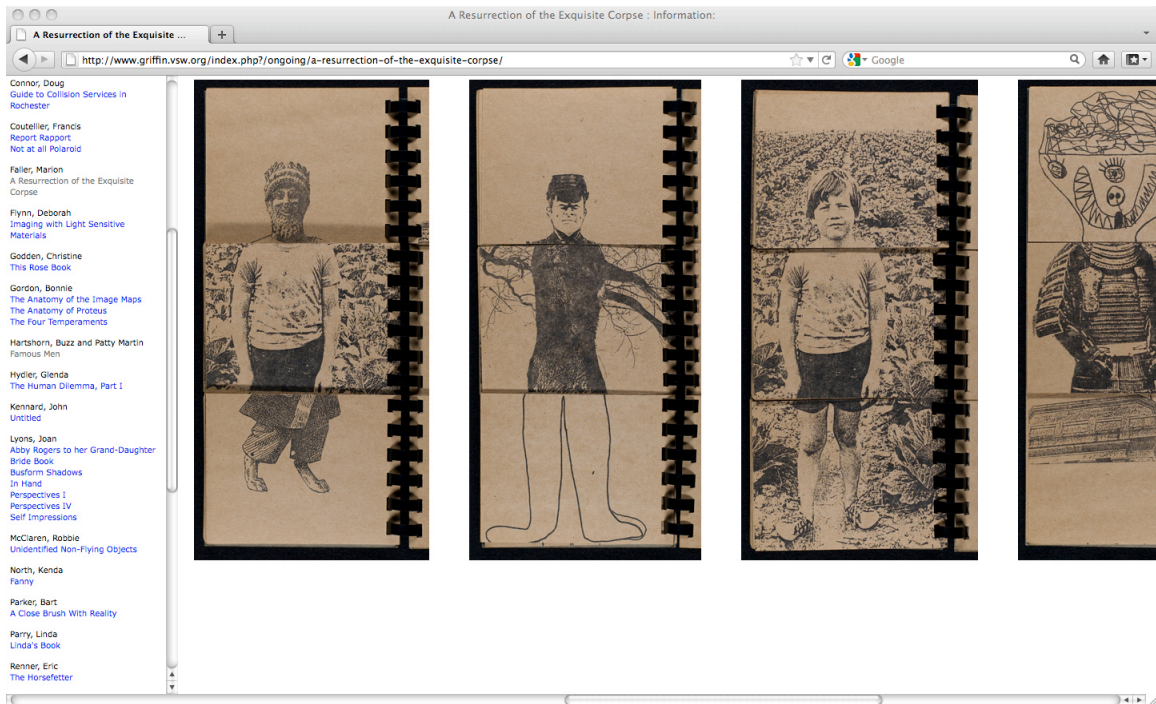 A Resurrection of the Exquisite Corpse : Information:
A Resurrection of the Exquisite ...
http://www.griffin.vsw.org/index.php?/ongoing/a-resurrection-of-the-exquisite-corpse/
Google
Connor, Doug
Guide to Collision Services in
Rochester
Coutellier, Francis
Report Rapport
Not at all Polaroid
Faller, Marion
A Resurrection of the Exquisite
Corpse
Flynn, Deborah
Imaging with Light Sensitive
Materials
Godden, Christine
This Rose Book
Gordon, Bonnie
The Anatomy of the Image Maps
The Anatomy of Proteus
The Four Temperaments
Hartshorn, Buzz and Patty Martin
Famous Men
Hydler, Glenda
The Human Dilemma, Part I
Kennard, John
Untitled
Lyons, Joan
Abby Rogers to her Grand-Daughter
Bride Book
Busform Shadows
In Hand
Perspectives I
Perspectives IV
Self Impressions
McClaren, Robbie
Unidentified Non-Flying Objects
North, Kenda
Fanny
Parker, Bart
A Close Brush With Reality
Parry, Linda
Linda's Book
Renner, Eric
The Horsefetter